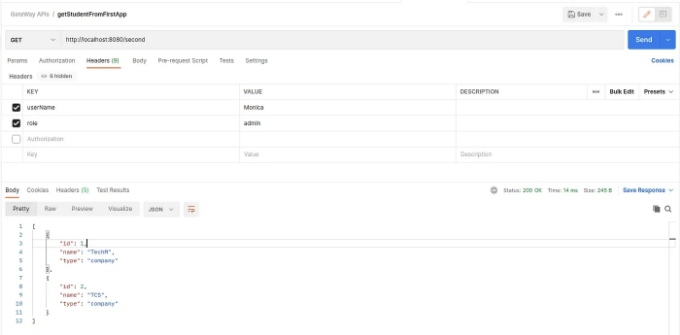 GateWay APIs / getStudentFromFirstApp
Save
GET http://localhost:8080/second Send
Params Authorization Headers (8) Body Pre-request Script Tests Settings Cookies
Headers 6 hidden
KEY VALUE DESCRIPTION Bulk Edit Presets
userName Monica
role admin
Authorization
Key Value Description
Body Cookies Headers (5) Test Results Status: 200 OK Time: 14 ms Size: 245 B Save Response
Pretty Raw Preview Visualize JSON
1 [
2 {
3 "id": 1,
4 "name": "TechM",
5 "type": "company"
6 },
7 {
8 "id": 2,
9 "name": "TCS",
10 "type": "company"
11 }
12 ]